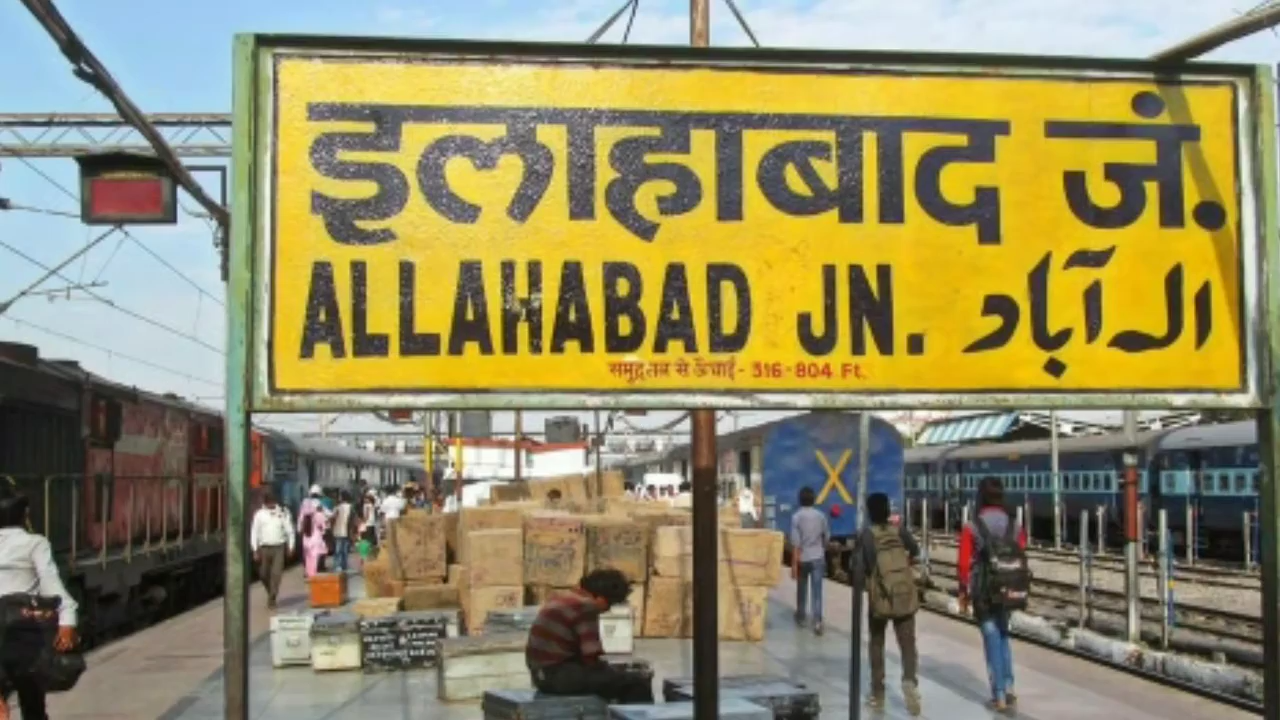 इलाहाबाद जं.
ALLAHABAD JN. الہ آباد
समुद्र तल से ऊंचाई - 316-804 Ft.
X